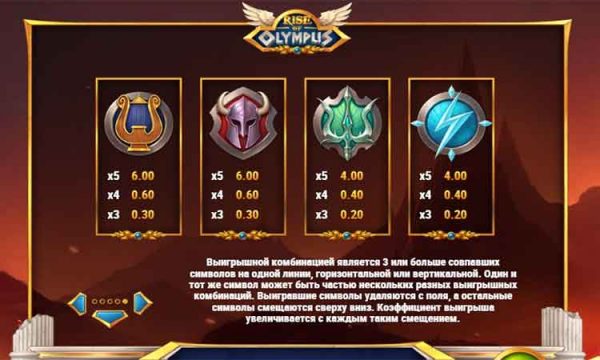 RISE
OF
OLYMPUS
x5 6.00
x4 0.60
x3 0.30
x5 6.00
x4 0.60
x3 0.30
x5 4.00
x4 0.40
x3 0.20
x5 4.00
x4 0.40
x3 0.20
Выигрышной комбинацией является 3 или больше совпавших
символов на одной линии, горизонтальной или вертикальной. Один и
тот же символ может быть частью нескольких разных выигрышных
комбинаций. Выигравшие символы удаляются с поля, а остальные
символы смещаются сверху вниз. Коэффициент выигрыша
увеличивается с каждым таким смещением.